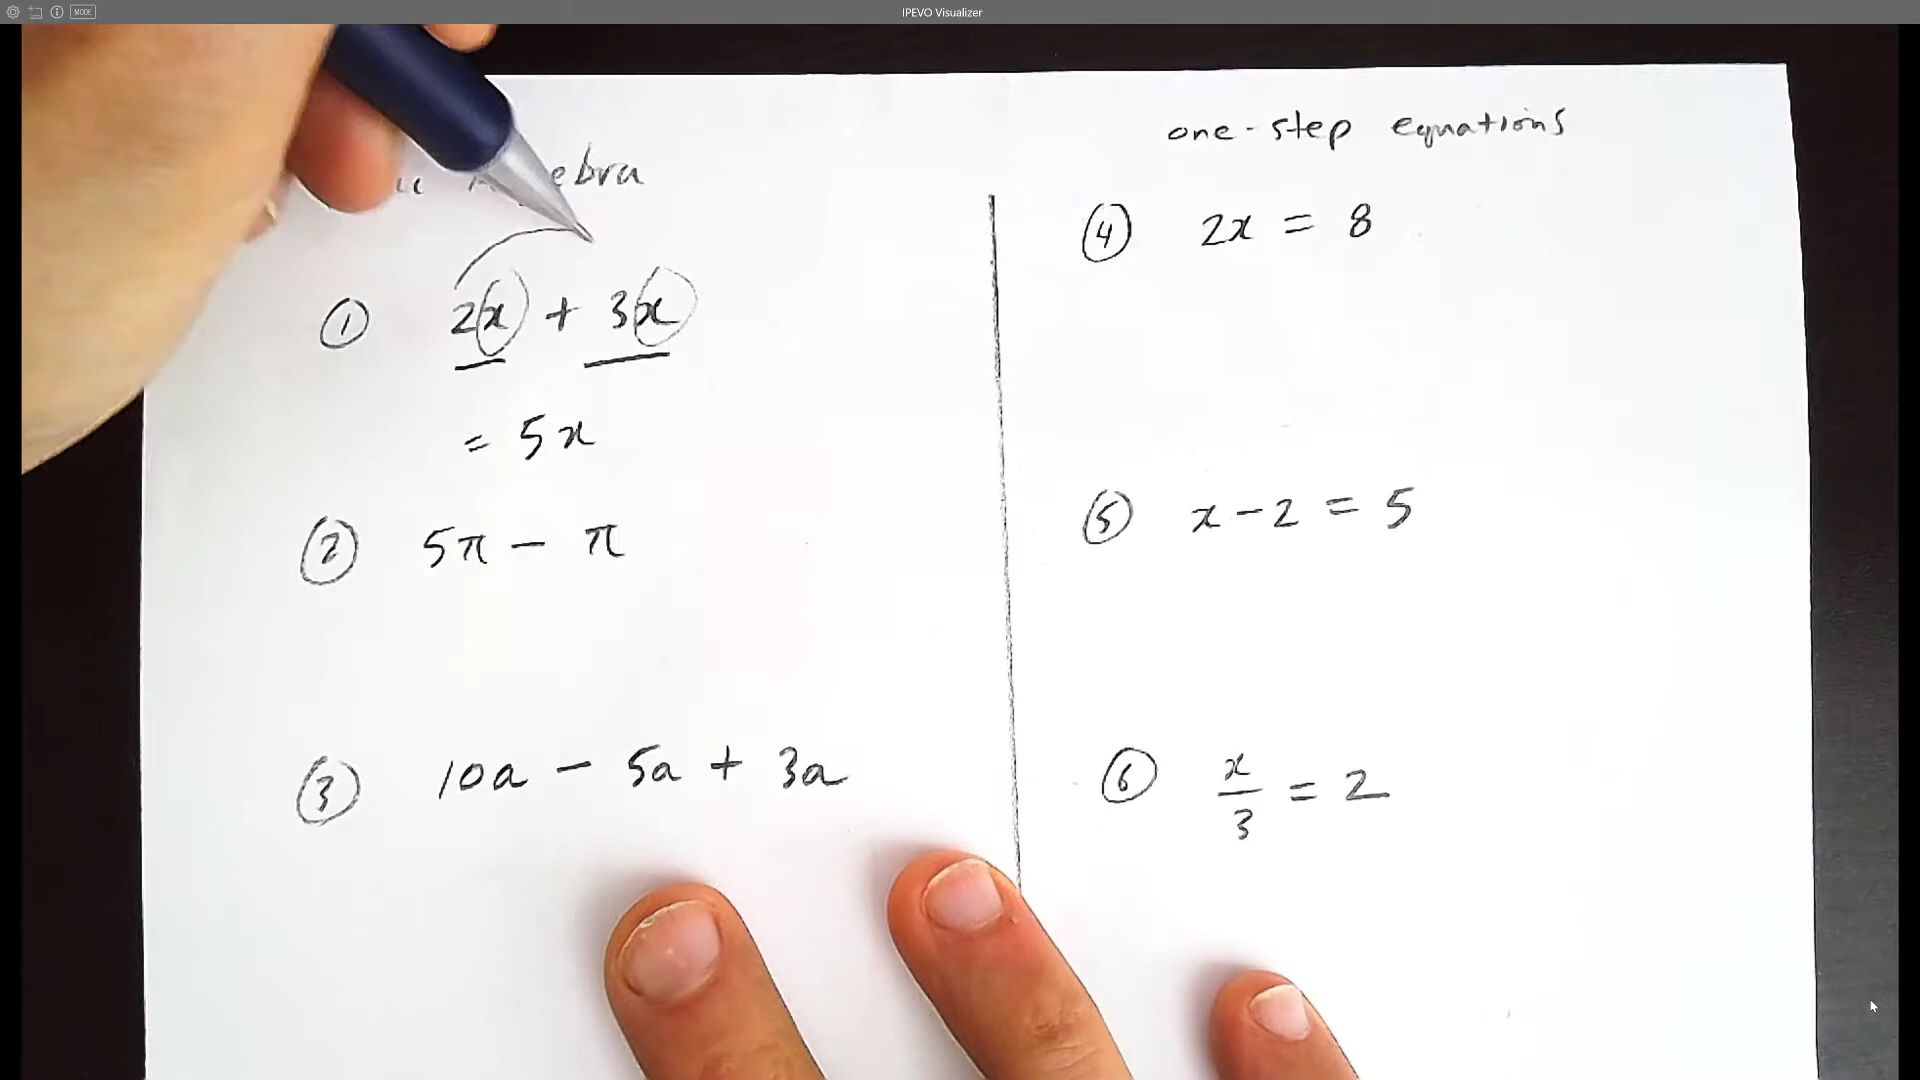 MODE
IPEVO Visualizer
one-step equations
① 2x + 3x
= 5x
② 5π − π
③ 10a − 5a + 3a
④ 2x = 8
⑤ x − 2 = 5
⑥ x/3 = 2